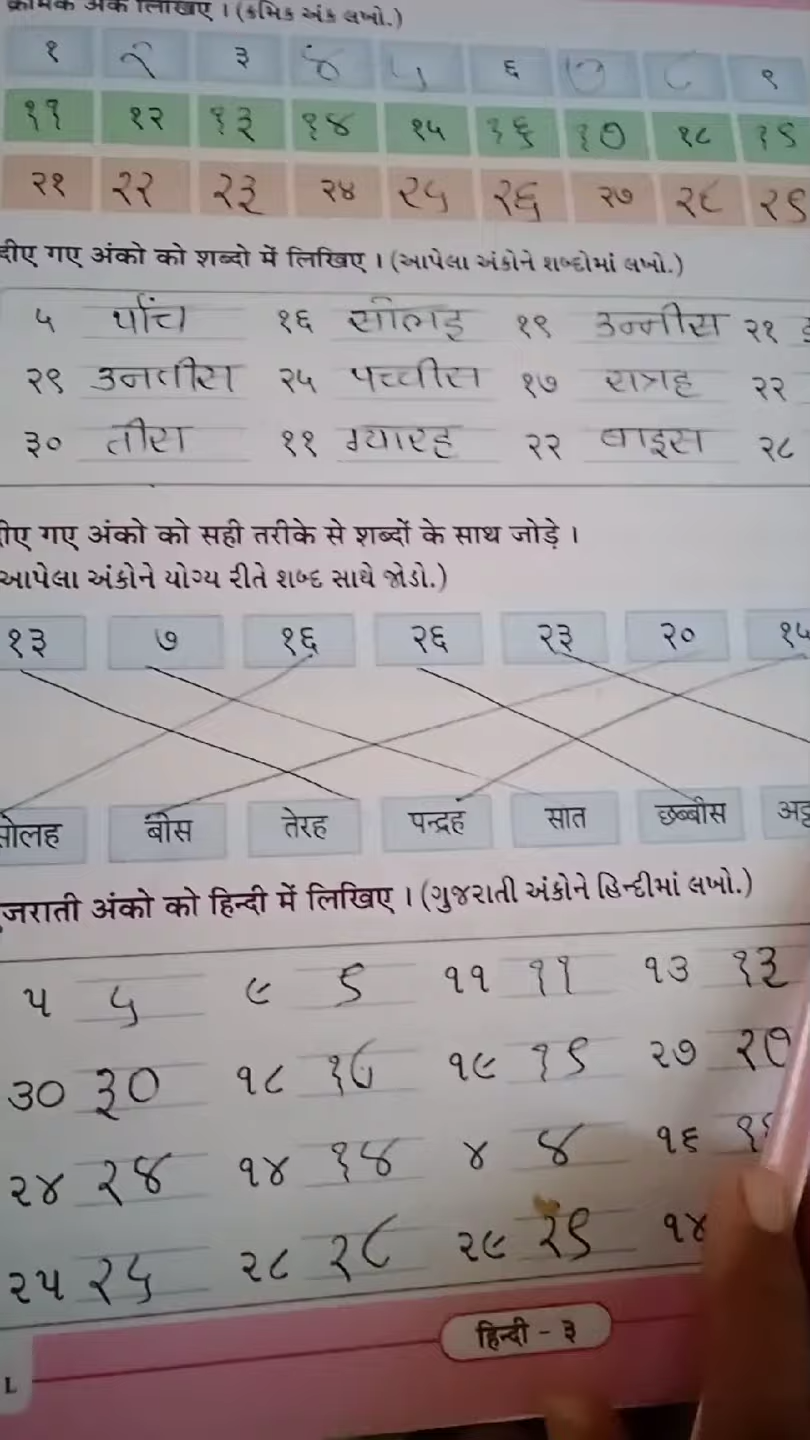 क्रमिक अंक लिखिए । (ક્રમિક અંક લખો.)
१ २ ३ ४ ५ ६ ७ ८ ९
११ १२ १३ १४ १५ १६ १७ १८ १९
२१ २२ २३ २४ २५ २६ २७ २८ २९
दीए गए अंको को शब्दो में लिखिए । (આપેલા અંકોને શબ્દોમાં લખો.)
५ पाँच १६ सोलह १९ उन्नीस २१
२९ उनतीस २५ पच्चीस १७ सत्रह २२
३० तीस ११ ग्यारह २२ बाइस २८
दीए गए अंको को सही तरीके से शब्दों के साथ जोड़े ।
આપેલા અંકોને યોગ્ય રીતે શબ્દ સાથે જોડો.)
१३ ७ १६ २६ २३ २० १५
सोलह बीस तेरह पन्द्रह सात छब्बीस
जराती अंको को हिन्दी में लिखिए । (ગુજરાતી અંકોને હિન્દીમાં લખો.)
૫ ५ ૯ ९ ૧૧ ११ ૧૩ १३
૩૦ ३० ૧૮ १८ ૧૯ १९ ૨૭ २७
૨૪ २४ ૧૪ १४ ૪ ४ ૧૬ १६
૨૫ २५ ૨૮ २८ ૨૯ २९ ૧૪
हिन्दी - ३